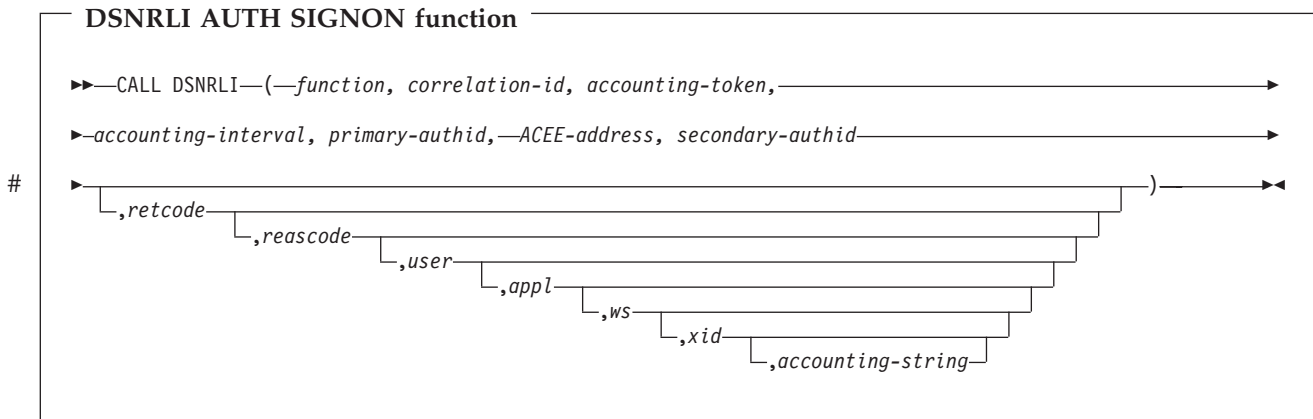 DSNRLI AUTH SIGNON function
CALL DSNRLI ( function, correlation-id, accounting-token,
accounting-interval, primary-authid, ACEE-address, secondary-authid
# )
,retcode
,reascode
,user
,appl
,ws
,xid
,accounting-string